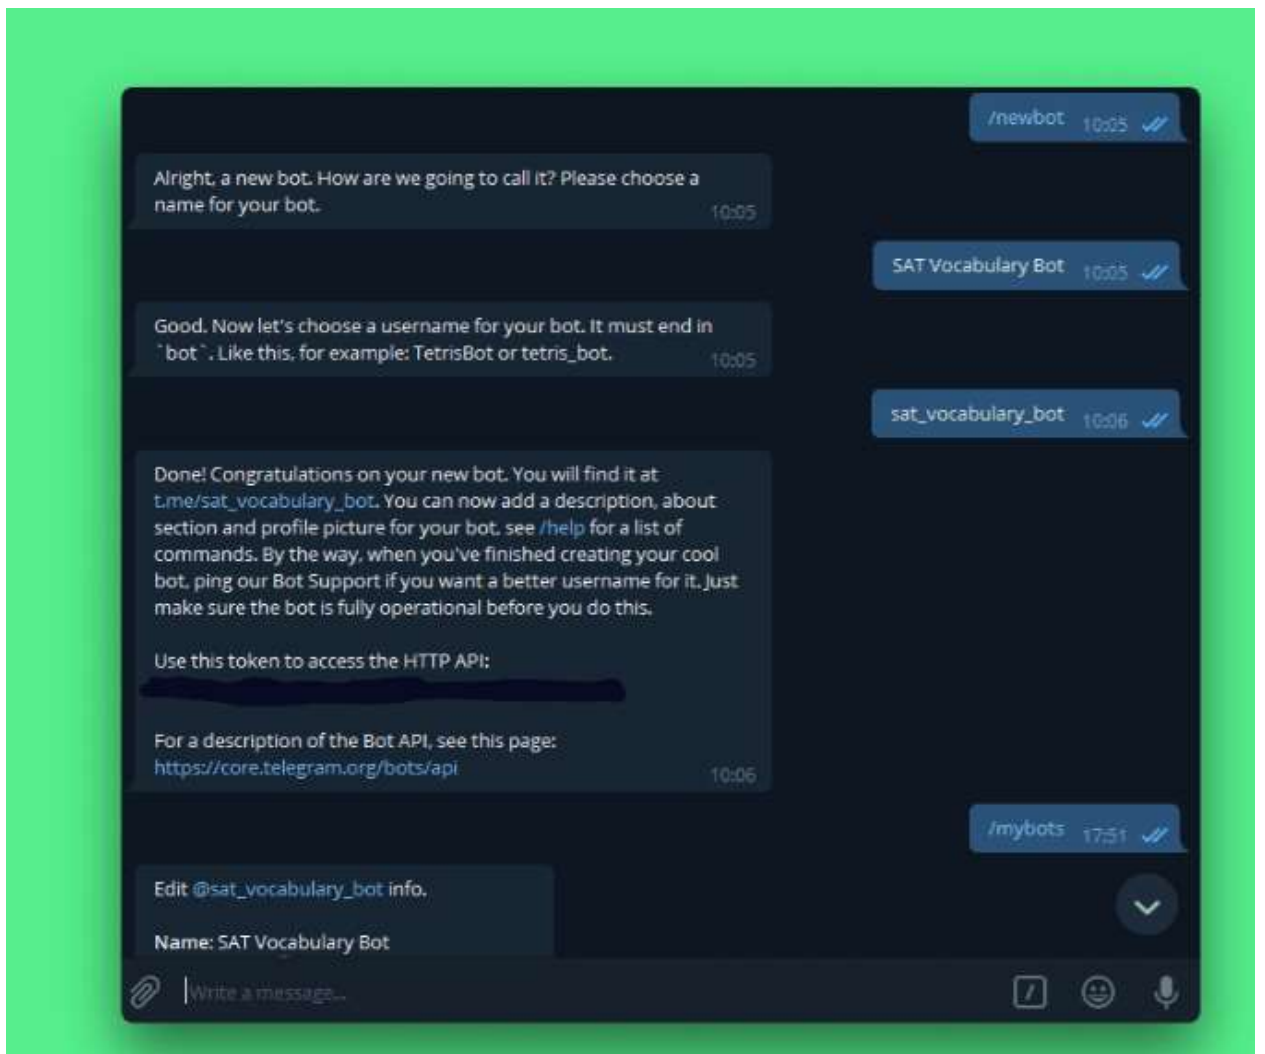 /newbot 10:05
Alright, a new bot. How are we going to call it? Please choose a
name for your bot.
10:05
SAT Vocabulary Bot 10:05
Good. Now let's choose a username for your bot. It must end in
`bot`. Like this, for example: TetrisBot or tetris_bot.
10:05
sat_vocabulary_bot 10:06
Done! Congratulations on your new bot. You will find it at
t.me/sat_vocabulary_bot. You can now add a description, about
section and profile picture for your bot, see /help for a list of
commands. By the way, when you've finished creating your cool
bot, ping our Bot Support if you want a better username for it. Just
make sure the bot is fully operational before you do this.
Use this token to access the HTTP API:
For a description of the Bot API, see this page:
https://core.telegram.org/bots/api
10:06
/mybots 17:51
Edit @sat_vocabulary_bot info.
Name: SAT Vocabulary Bot
Write a message...